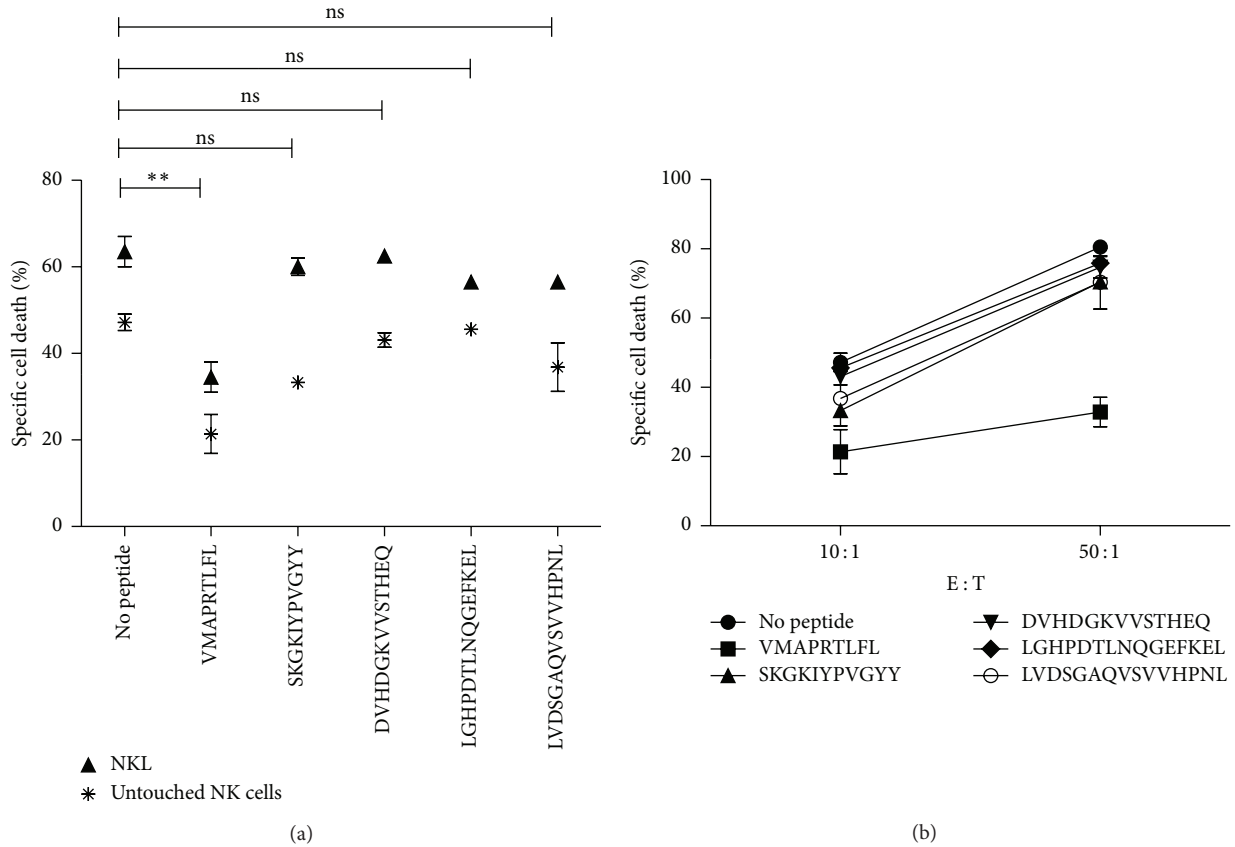 ns
ns
ns
ns
**
80
60
40
20
0
Specific cell death (%)
No peptide
VMAPRTLFL
SKGKIYPVGYY
DVHDGKVVSTHEQ
LGHPDTLNQGEFKEL
LVDSGAQVSVVHPNL
NKL
Untouched NK cells
(a)
100
80
60
40
20
0
Specific cell death (%)
10 : 1
50 : 1
E : T
No peptide
VMAPRTLFL
SKGKIYPVGYY
DVHDGKVVSTHEQ
LGHPDTLNQGEFKEL
LVDSGAQVSVVHPNL
(b)